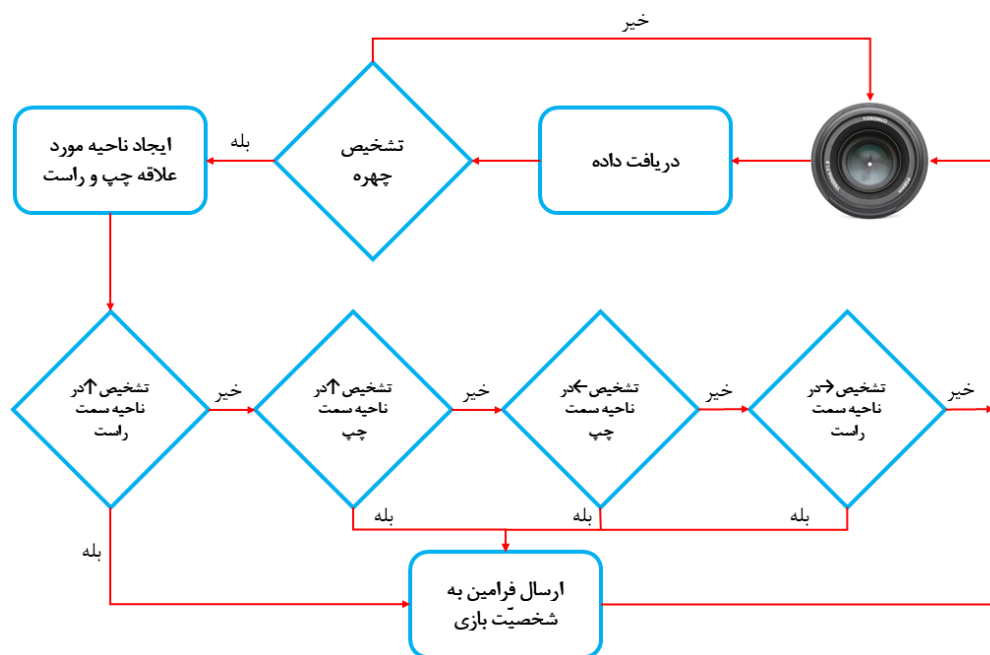 خیر
تشخیص
چهره
بله
ایجاد ناحیه مورد
علاقه چپ و راست
دریافت داده
تشخیص↑در
ناحیه سمت
راست
خیر
تشخیص↑در
ناحیه سمت
چپ
خیر
تشخیص←در
ناحیه سمت
چپ
خیر
تشخیص→در
ناحیه سمت
راست
خیر
بله
بله
بله
بله
ارسال فرامین به
شخصیّت بازی